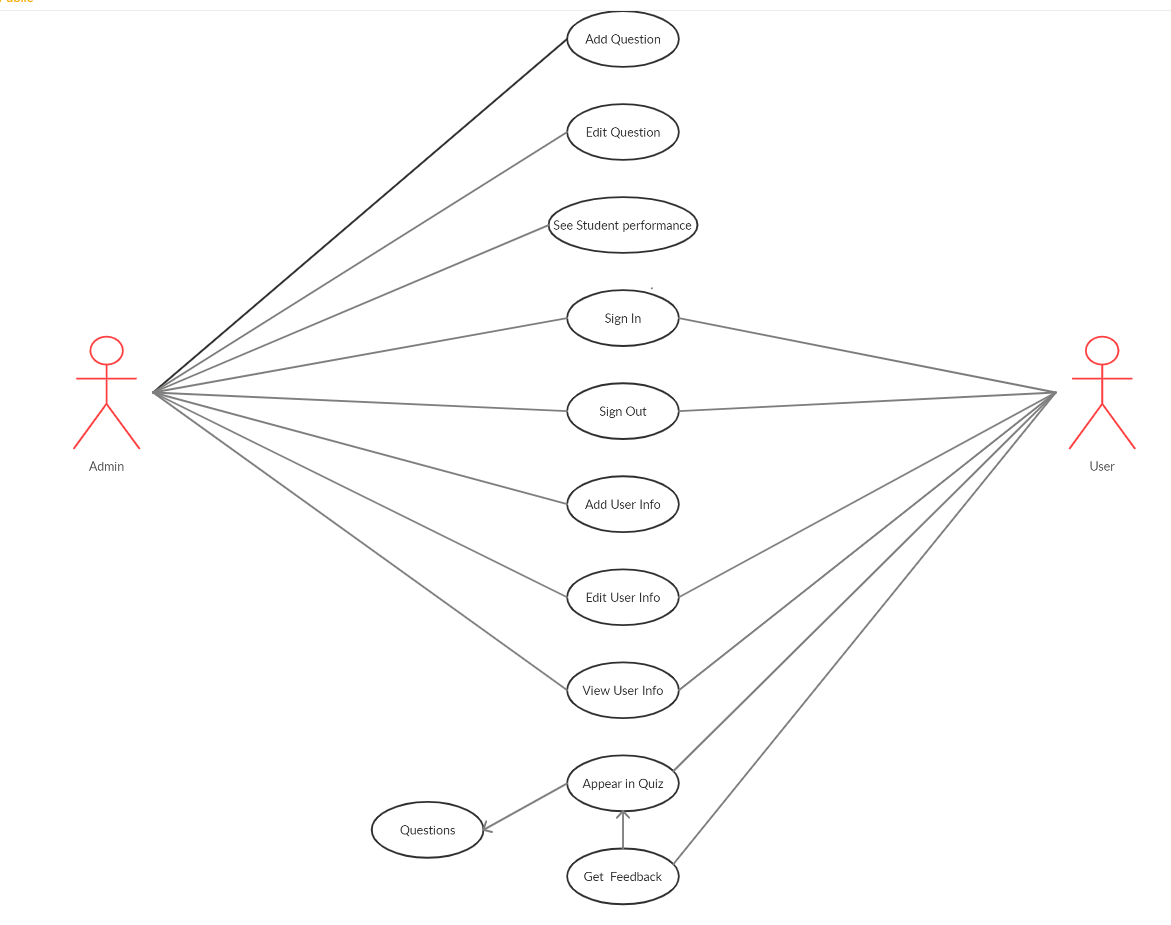 Public
Add Question
Edit Question
See Student performance
Sign In
Sign Out
Admin
User
Add User Info
Edit User Info
View User Info
Appear in Quiz
Questions
Get  Feedback